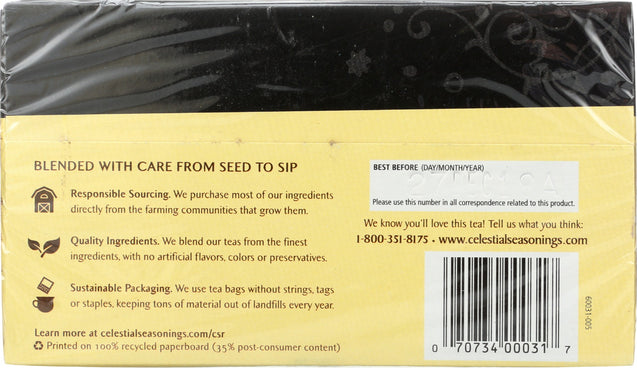 BLENDED WITH CARE FROM SEED TO SIP
Responsible Sourcing. We purchase most of our ingredients
directly from the farming communities that grow them.
Quality Ingredients. We blend our teas from the finest
ingredients, with no artificial flavors, colors or preservatives.
Sustainable Packaging. We use tea bags without strings, tags
or staples, keeping tons of material out of landfills every year.
Learn more at celestialseasonings.com/csr
Printed on 100% recycled paperboard (35% post-consumer content)
BEST BEFORE (DAY/MONTH/YEAR)
Please use this number in all correspondence related to this product.
We know you'll love this tea! Tell us what you think:
1-800-351-8175 • www.celestialseasonings.com
60031-005
0 70734 00031 7